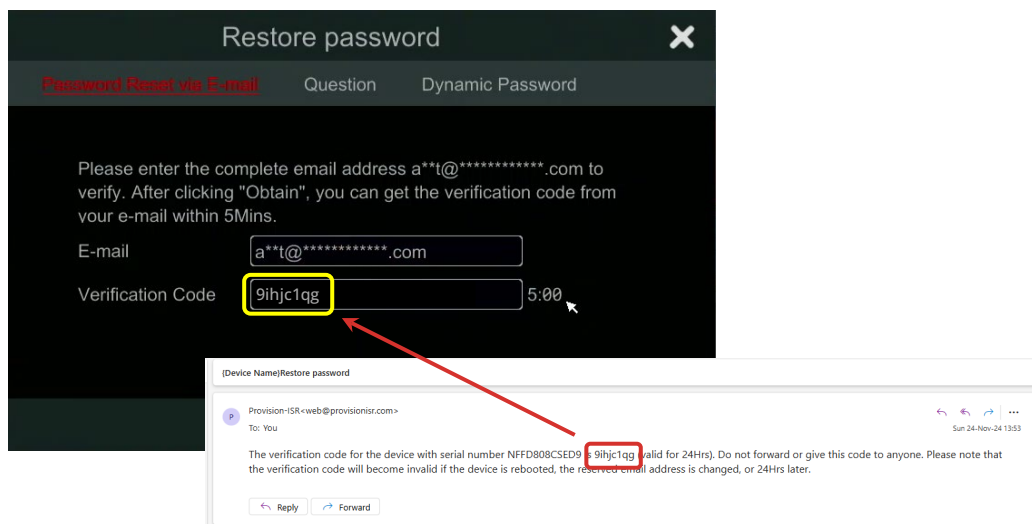 Restore password
Password Reset via E-mail Question Dynamic Password
Please enter the complete email address a**t@************.com to
verify. After clicking "Obtain", you can get the verification code from
your e-mail within 5Mins.
E-mail a**t@************.com
Verification Code 9ihjc1qg 5:00
{Device Name}Restore password
P
Provision-ISR<web@provisionisr.com>
To: You
Sun 24-Nov-24 13:53
The verification code for the device with serial number NFFD808CSED9 is 9ihjc1qg (valid for 24Hrs). Do not forward or give this code to anyone. Please note that
the verification code will become invalid if the device is rebooted, the reserved email address is changed, or 24Hrs later.
Reply Forward